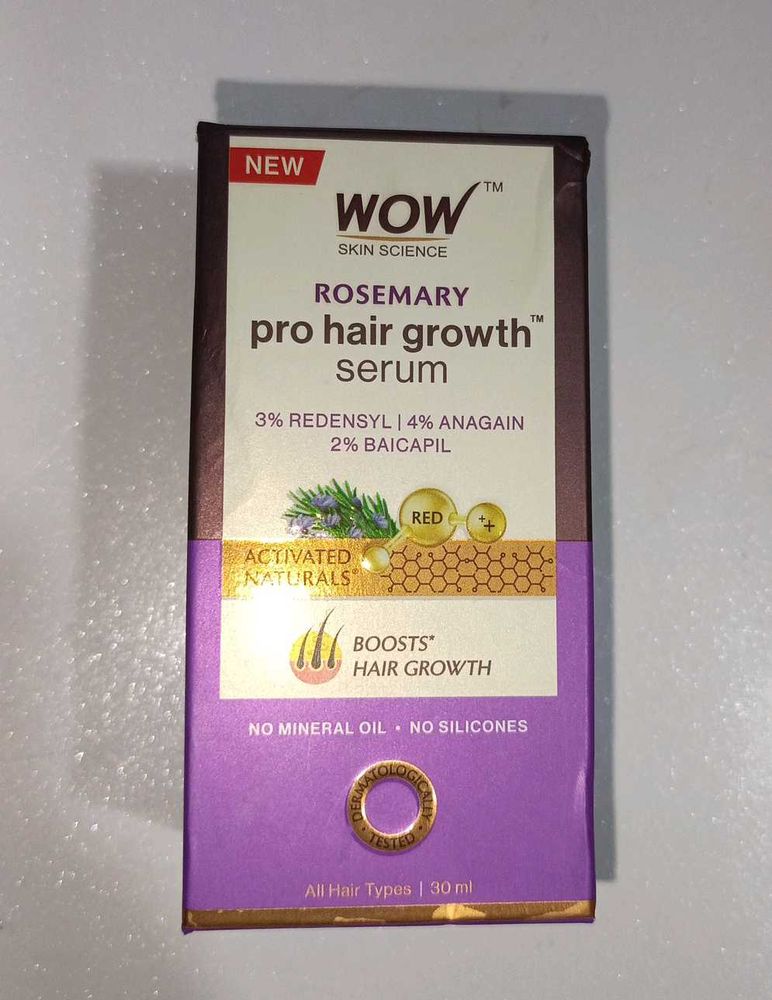 NEW
WOW™
SKIN SCIENCE
ROSEMARY
pro hair growth™
serum
3% REDENSYL | 4% ANAGAIN
2% BAICAPIL
RED
++
ACTIVATED
NATURALS®
BOOSTS*
HAIR GROWTH
NO MINERAL OIL • NO SILICONES
DERMATOLOGICALLY
• TESTED •
All Hair Types | 30 ml